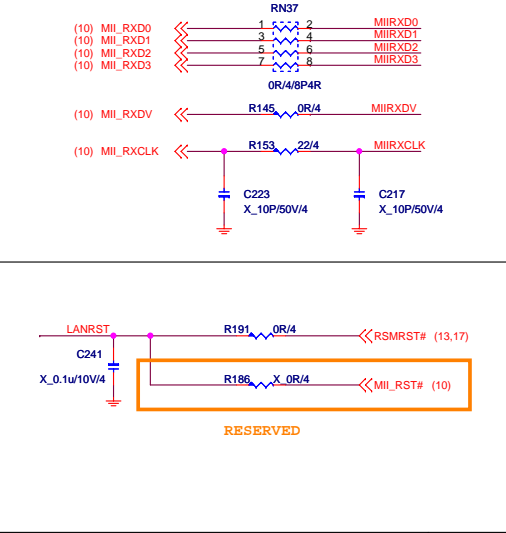 RN37
(10) MII_RXD0 1 2 MIIRXD0
(10) MII_RXD1 3 4 MIIRXD1
(10) MII_RXD2 5 6 MIIRXD2
(10) MII_RXD3 7 8 MIIRXD3
0R/4/8P4R
(10) MII_RXDV R145 0R/4 MIIRXDV
(10) MII_RXCLK R153 22/4 MIIRXCLK
C223 C217
X_10P/50V/4 X_10P/50V/4
LANRST R191 0R/4 RSMRST# (13,17)
C241
X_0.1u/10V/4 R186 X_0R/4 MII_RST# (10)
RESERVED